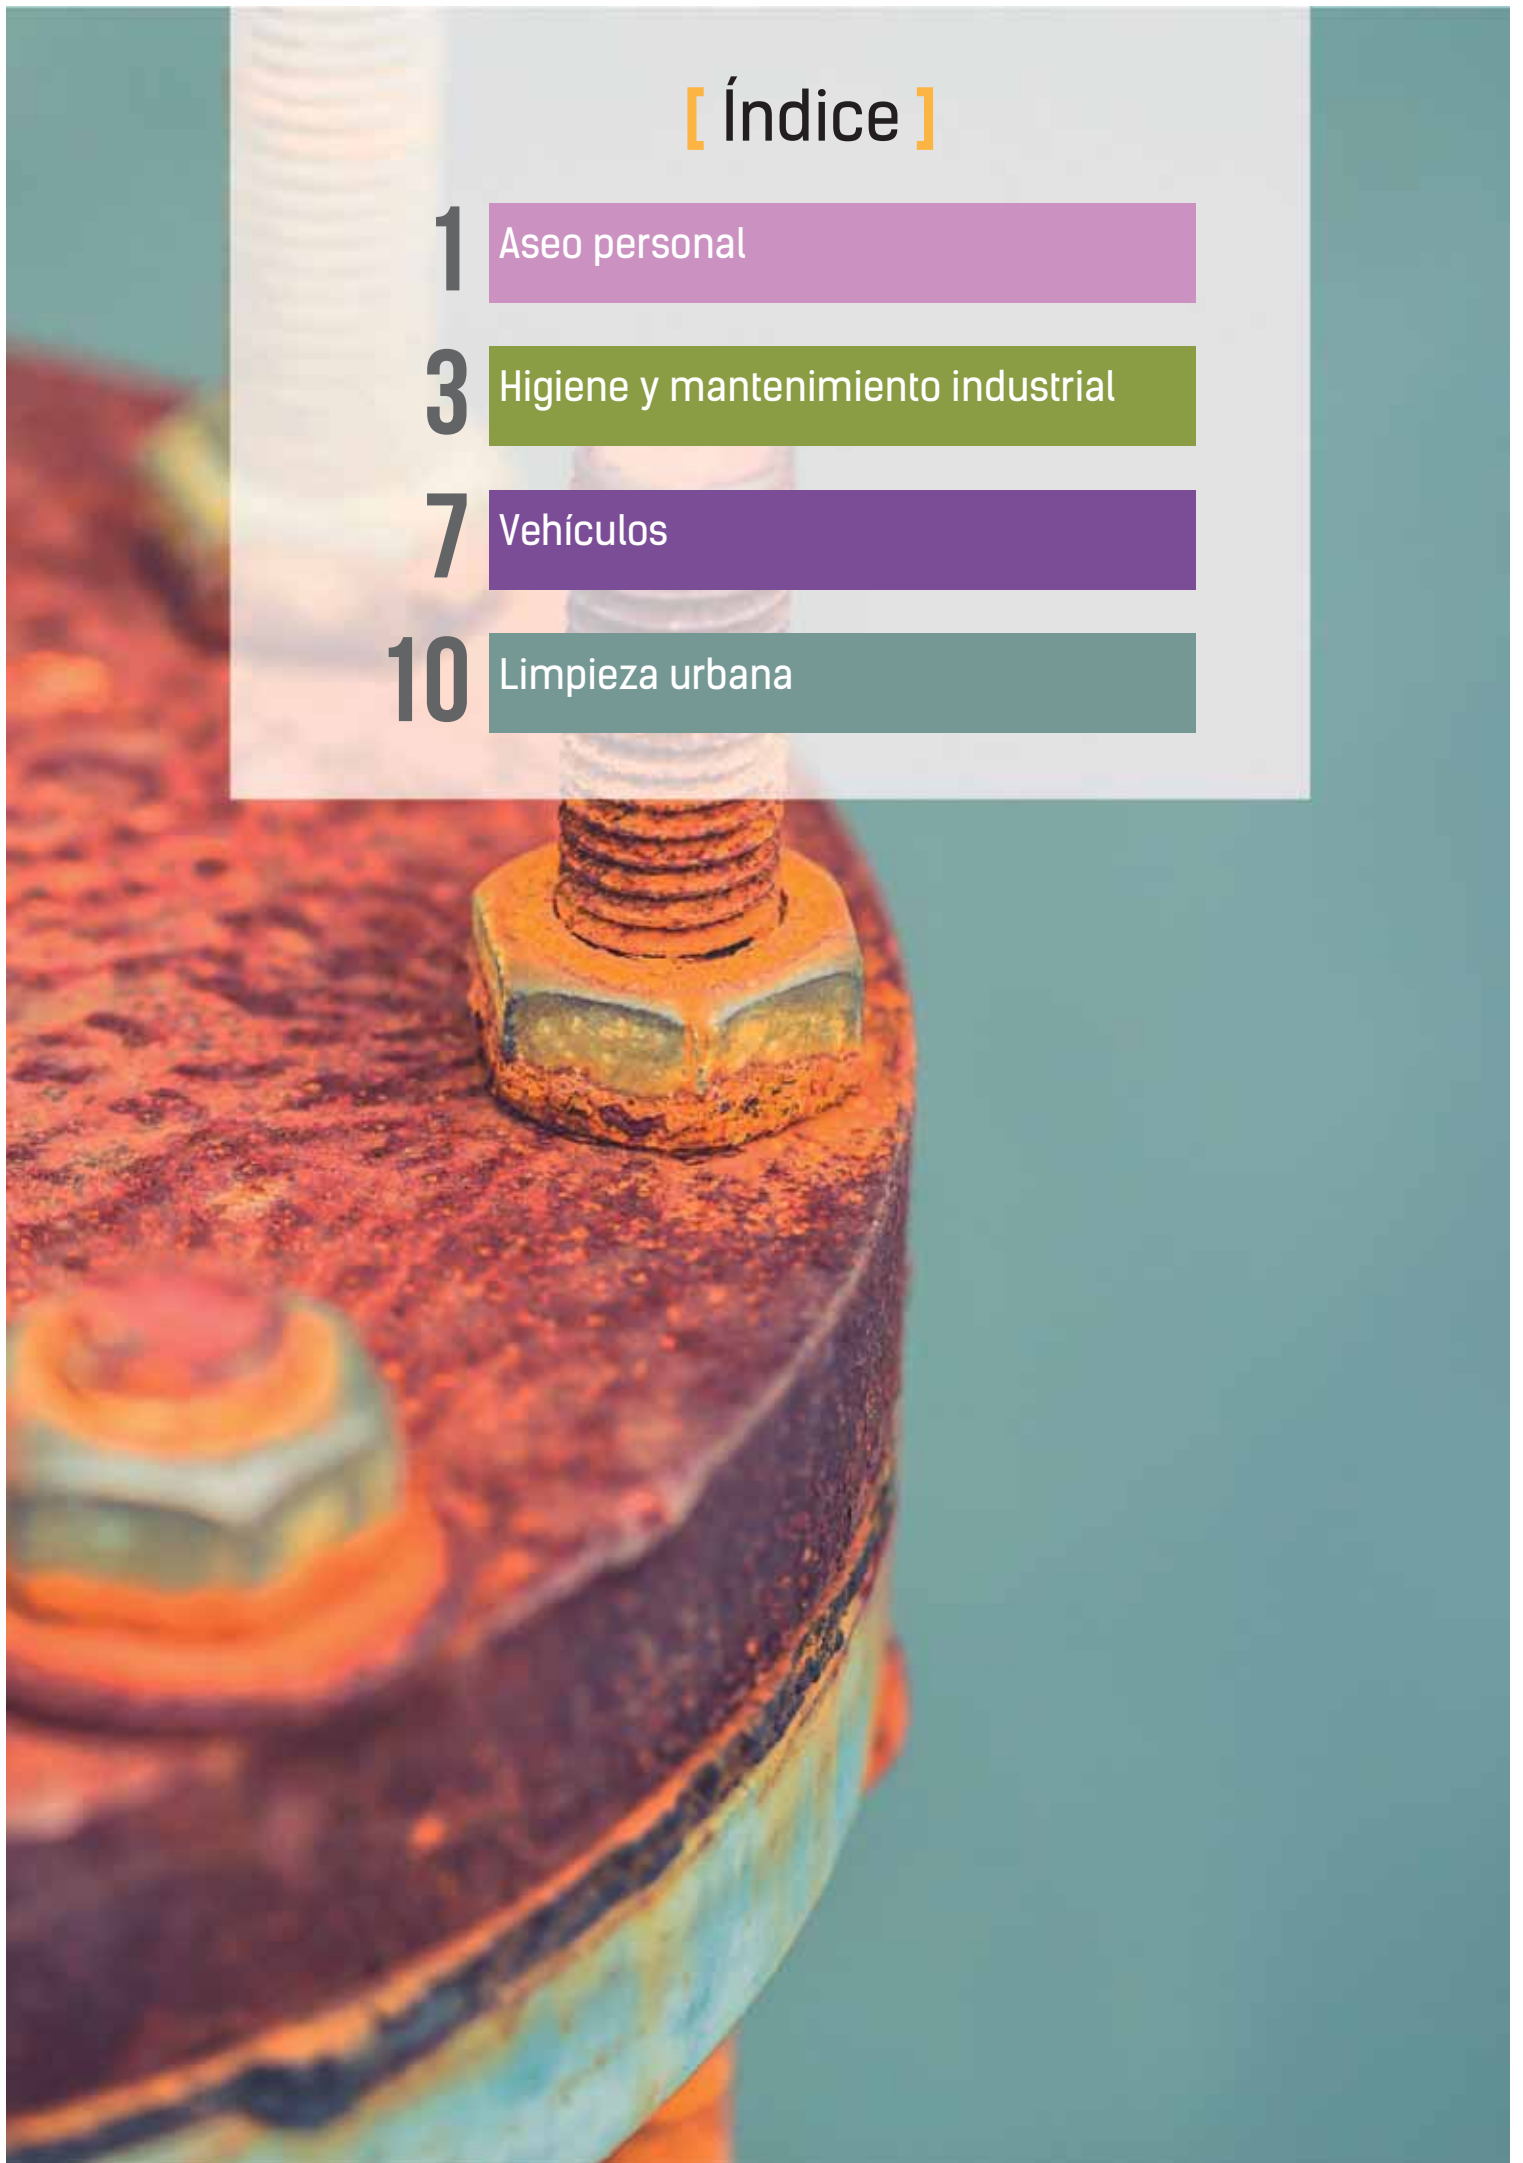 [ Índice ]
1 Aseo personal
3 Higiene y mantenimiento industrial
7 Vehículos
10 Limpieza urbana